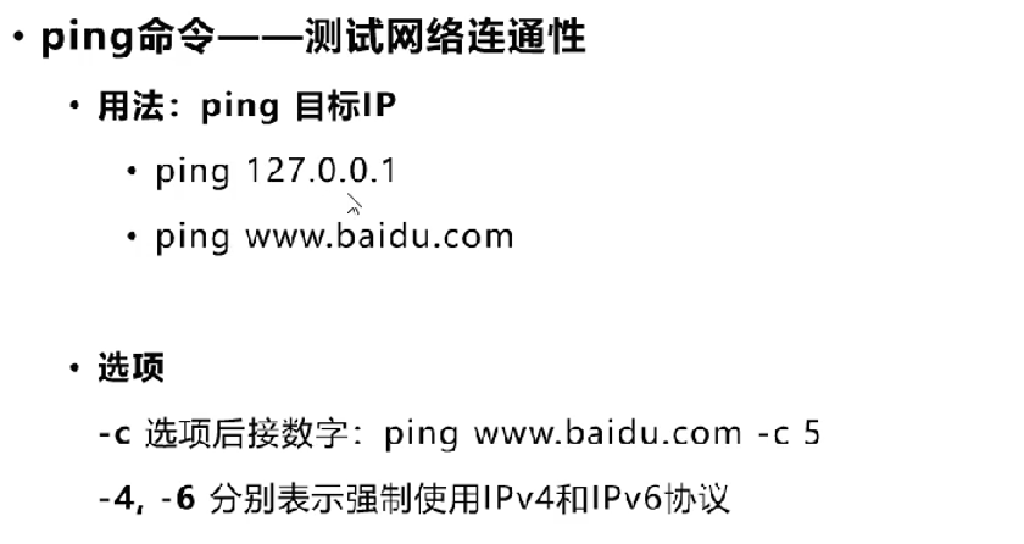 • ping命令——测试网络连通性
• 用法：ping 目标IP
• ping 127.0.0.1
• ping www.baidu.com
• 选项
-c 选项后接数字：ping www.baidu.com -c 5
-4, -6 分别表示强制使用IPv4和IPv6协议